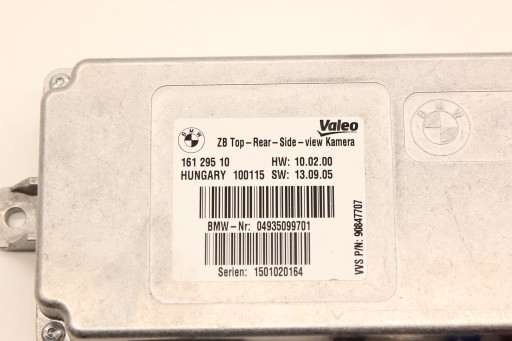 BMW
Valeo
ZB Top-Rear-Side-view Kamera
161 295 10 HW: 10.02.00
HUNGARY 100115 SW: 13.09.05
BMW-Nr: 04935099701
Serien: 1501020164
VVS P/N: 90847707
BMW